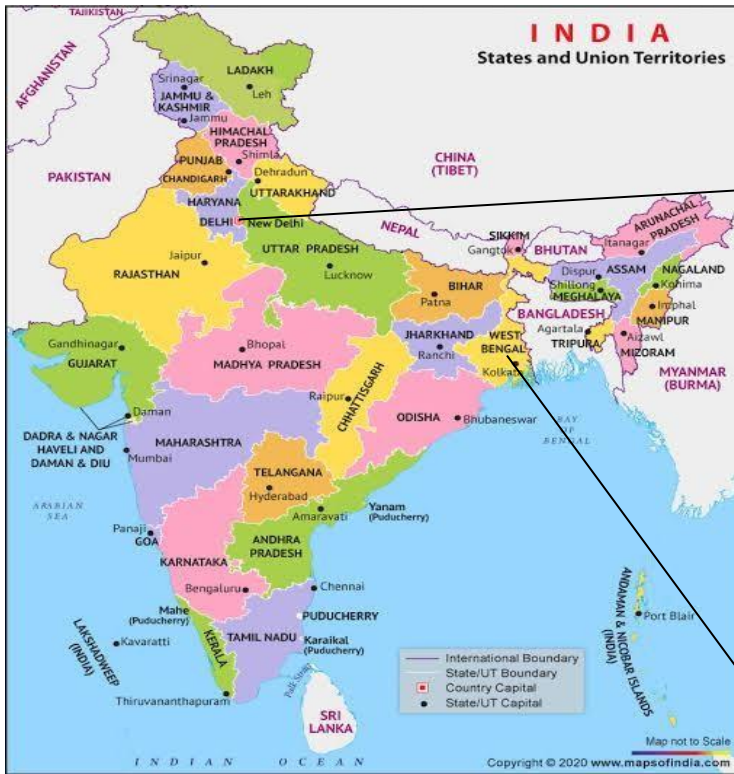 TAJIKISTAN
INDIA
States and Union Territories
AFGHANISTAN
LADAKH
Srinagar
Leh
JAMMU &
KASHMIR
Jammu
HIMACHAL
PRADESH
Shimla
PUNJAB
CHANDIGARH
Dehradun
UTTARAKHAND
PAKISTAN
CHINA
(TIBET)
HARYANA
DELHI
New Delhi
NEPAL
SIKKIM
Gangtok
BHUTAN
ARUNACHAL
PRADESH
Itanagar
RAJASTHAN
Jaipur
UTTAR PRADESH
Lucknow
BIHAR
Patna
Dispur
ASSAM
NAGALAND
Kohima
Shillong
MEGHALAYA
Imphal
MANIPUR
BANGLADESH
Agartala
TRIPURA
Aizawl
MIZORAM
MYANMAR
(BURMA)
Gandhinagar
GUJARAT
Bhopal
MADHYA PRADESH
JHARKHAND
Ranchi
WEST
BENGAL
Kolkata
Raipur
CHHATTISGARH
ODISHA
Bhubaneswar
BAY
OF
BENGAL
Daman
DADRA & NAGAR
HAVELI AND
DAMAN & DIU
MAHARASHTRA
Mumbai
TELANGANA
Hyderabad
Amaravati
Yanam
(Puducherry)
ARABIAN
SEA
Panaji
GOA
KARNATAKA
ANDHRA
PRADESH
Bengaluru
Chennai
Mahe
(Puducherry)
PUDUCHERRY
TAMIL NADU
Karaikal
(Puducherry)
KERALA
LAKSHADWEEP
(INDIA)
Kavaratti
Thiruvananthapuram
Palk Strait
SRI
LANKA
ANDAMAN & NICOBAR ISLANDS
(INDIA)
Port Blair
International Boundary
State/UT Boundary
Country Capital
State/UT Capital
Map not to Scale
INDIAN OCEAN
Copyright © 2020 www.mapsofindia.com